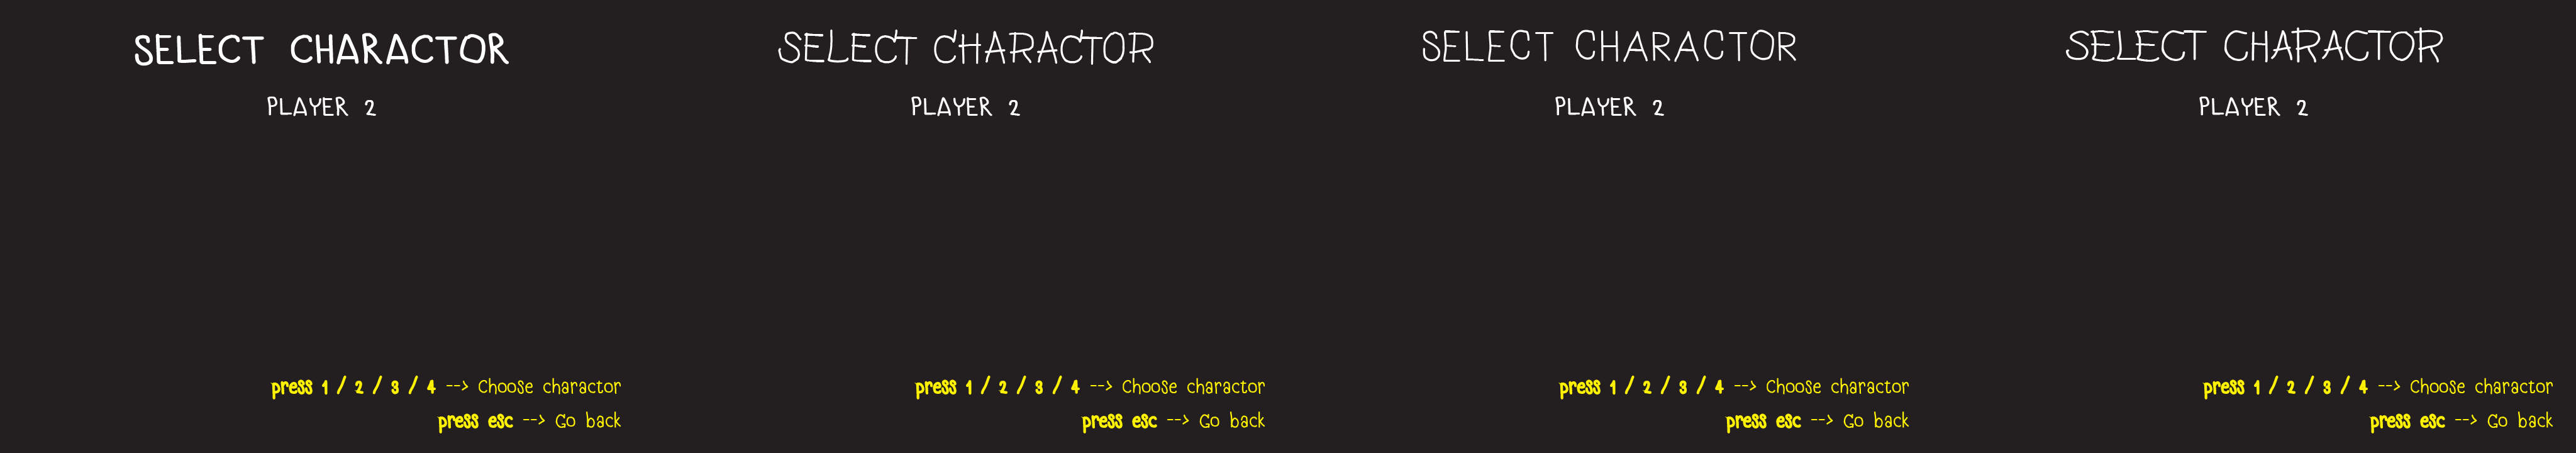 SELECT CHARACTOR
PLAYER 2
press 1 / 2 / 3 / 4 --> Choose charactor
press esc --> Go back
SELECT CHARACTOR
PLAYER 2
press 1 / 2 / 3 / 4 --> Choose charactor
press esc --> Go back
SELECT CHARACTOR
PLAYER 2
press 1 / 2 / 3 / 4 --> Choose charactor
press esc --> Go back
SELECT CHARACTOR
PLAYER 2
press 1 / 2 / 3 / 4 --> Choose charactor
press esc --> Go back